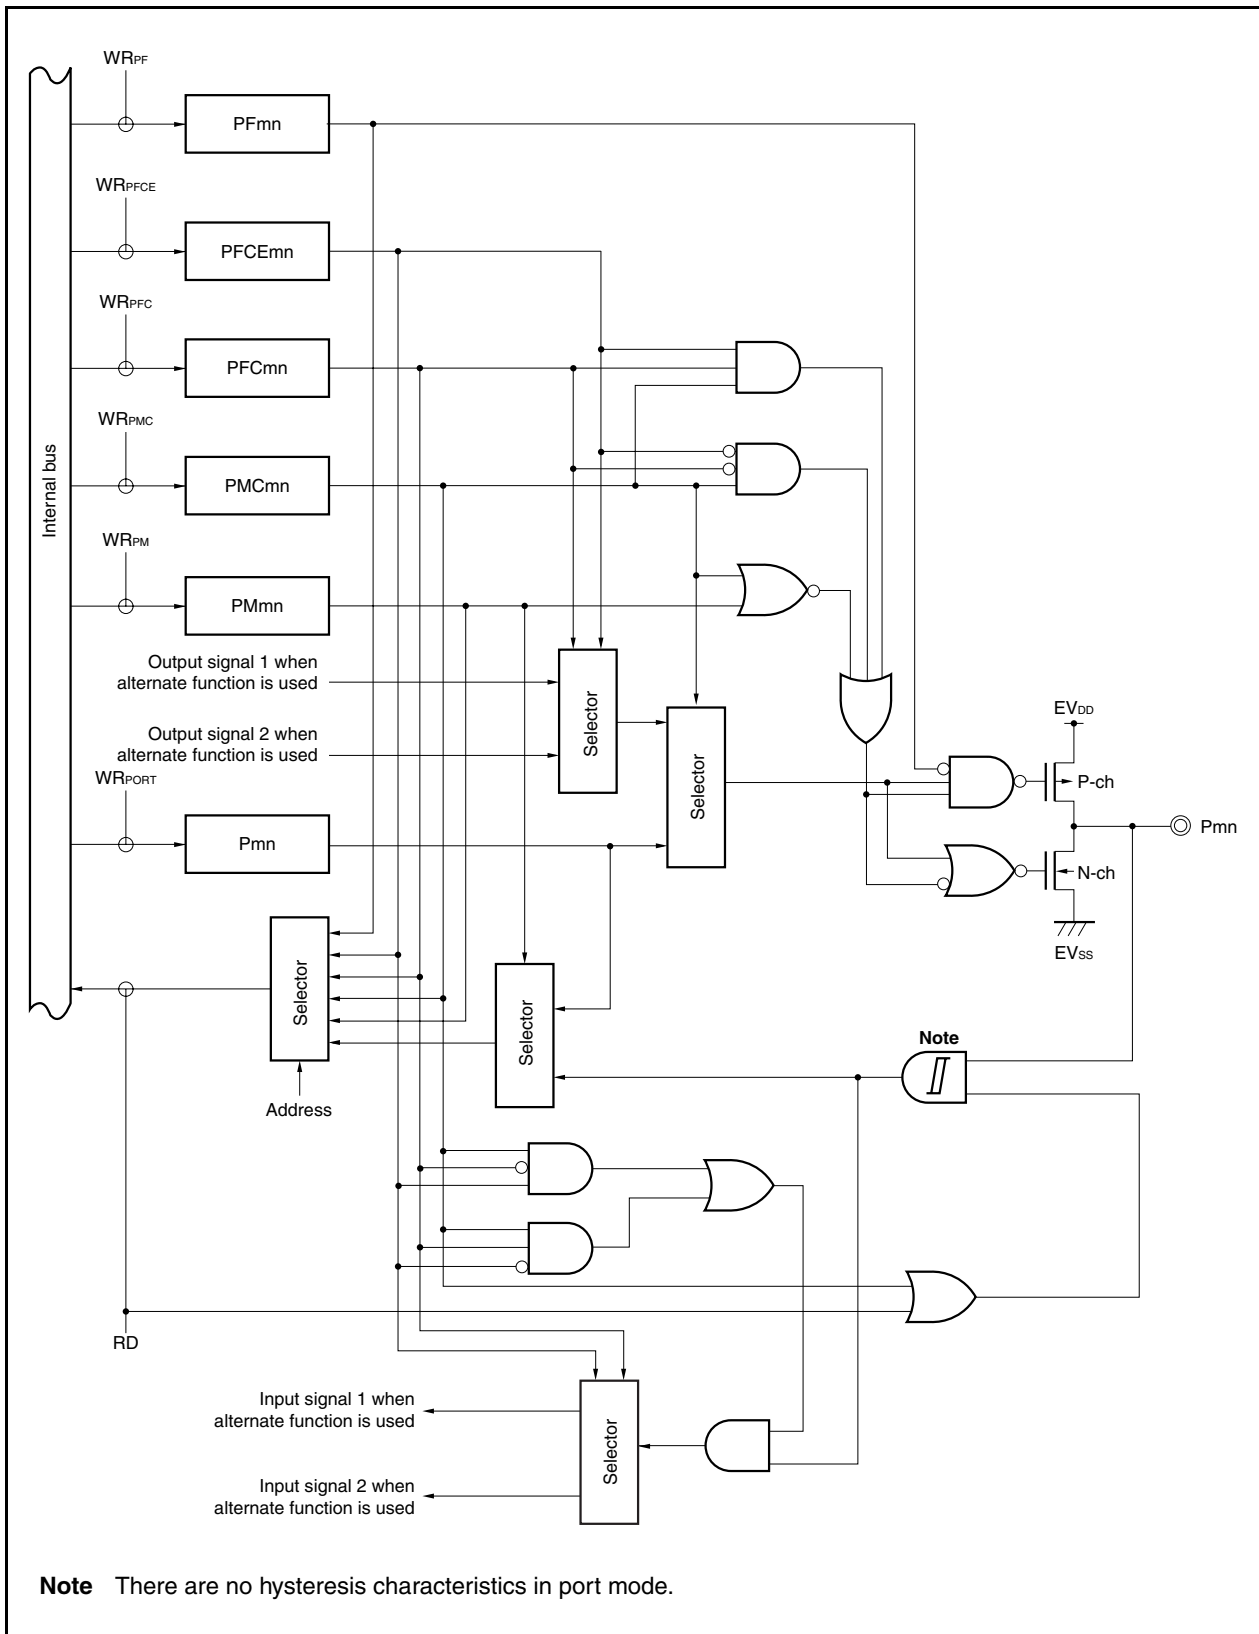 WRPF
PFmn
WRPFCE
PFCEmn
WRPFC
PFCmn
WRPMC
PMCmn
Internal bus
WRPM
PMmn
Output signal 1 when
alternate function is used
Output signal 2 when
alternate function is used
Selector
Selector
WRPORT
Pmn
EVDD
P-ch
Pmn
N-ch
EVSS
Selector
Address
Selector
Note
RD
Input signal 1 when
alternate function is used
Input signal 2 when
alternate function is used
Selector
Note There are no hysteresis characteristics in port mode.